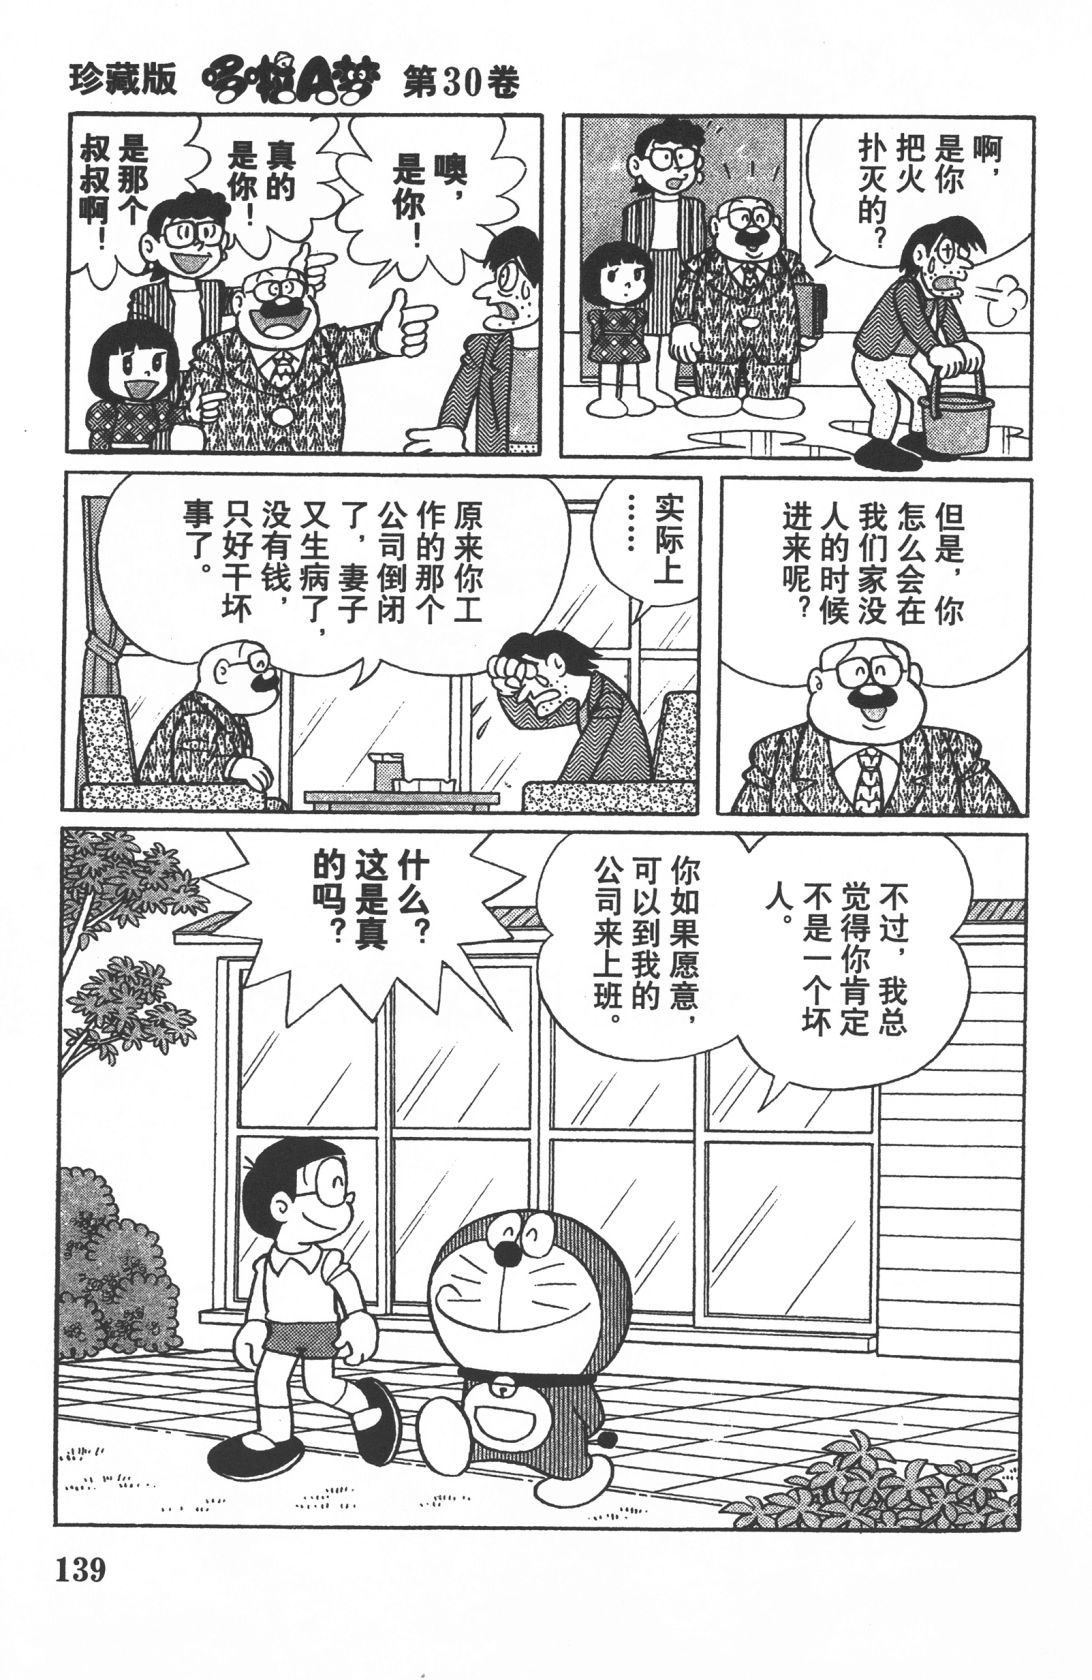 珍藏版 哆啦A梦 第30卷
啊，
是你
把火
扑灭的？
噢，
是你！
真的
是你！
是那个
叔叔啊！
但是，你
怎么会在
我们家没
人的时候
进来呢？
实际上
……
原来你工
作的那个
公司倒闭
了，妻子
又生病了，
没有钱，
只好干坏
事了。
不过，我总
觉得你肯定
不是一个坏
人。
你如果愿意，
可以到我的
公司来上班。
什么？
这是真
的吗？
139